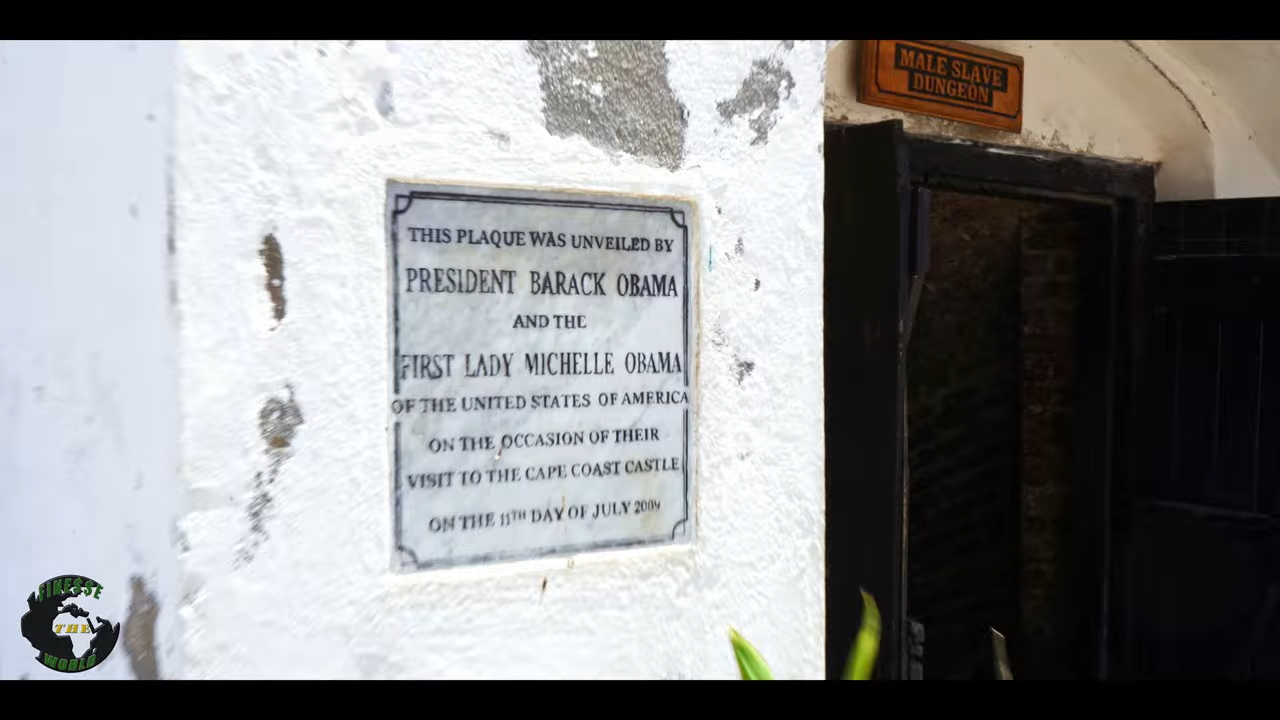 MALE SLAVE
DUNGEON
THIS PLAQUE WAS UNVEILED BY
PRESIDENT BARACK OBAMA
AND THE
FIRST LADY MICHELLE OBAMA
OF THE UNITED STATES OF AMERICA
ON THE OCCASION OF THEIR
VISIT TO THE CAPE COAST CASTLE
ON THE 11TH DAY OF JULY 2009
FINESSE
THE
WORLD